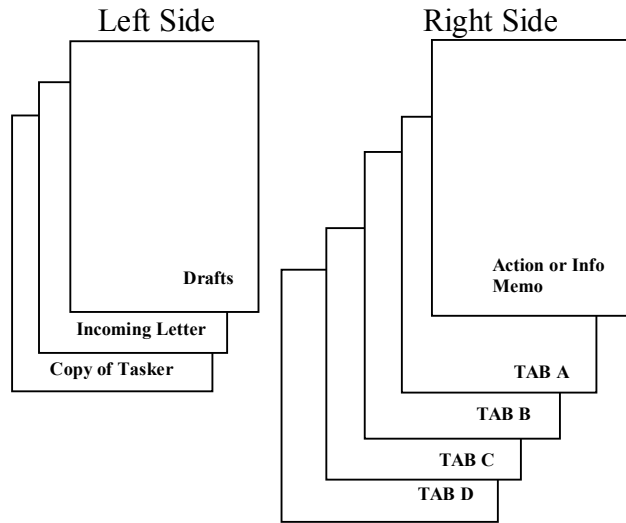 Left Side
Drafts
Incoming Letter
Copy of Tasker
Right Side
Action or Info
Memo
TAB A
TAB B
TAB C
TAB D